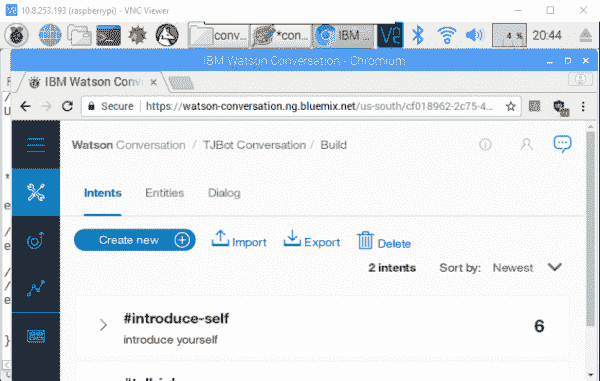 10.8.253.193 (raspberrypi) - VNC Viewer
conv...
*con...
IBM ...
4 %
20:44
IBM Watson Conversation - Chromium
IBM Watson Conv
Secure
https://watson-conversation.ng.bluemix.net/us-south/cf018962-2c75-4...
Watson Conversation / TJBot Conversation / Build
Intents
Entities
Dialog
Create new
Import
Export
Delete
2 intents
Sort by: Newest
#introduce-self
6
introduce yourself